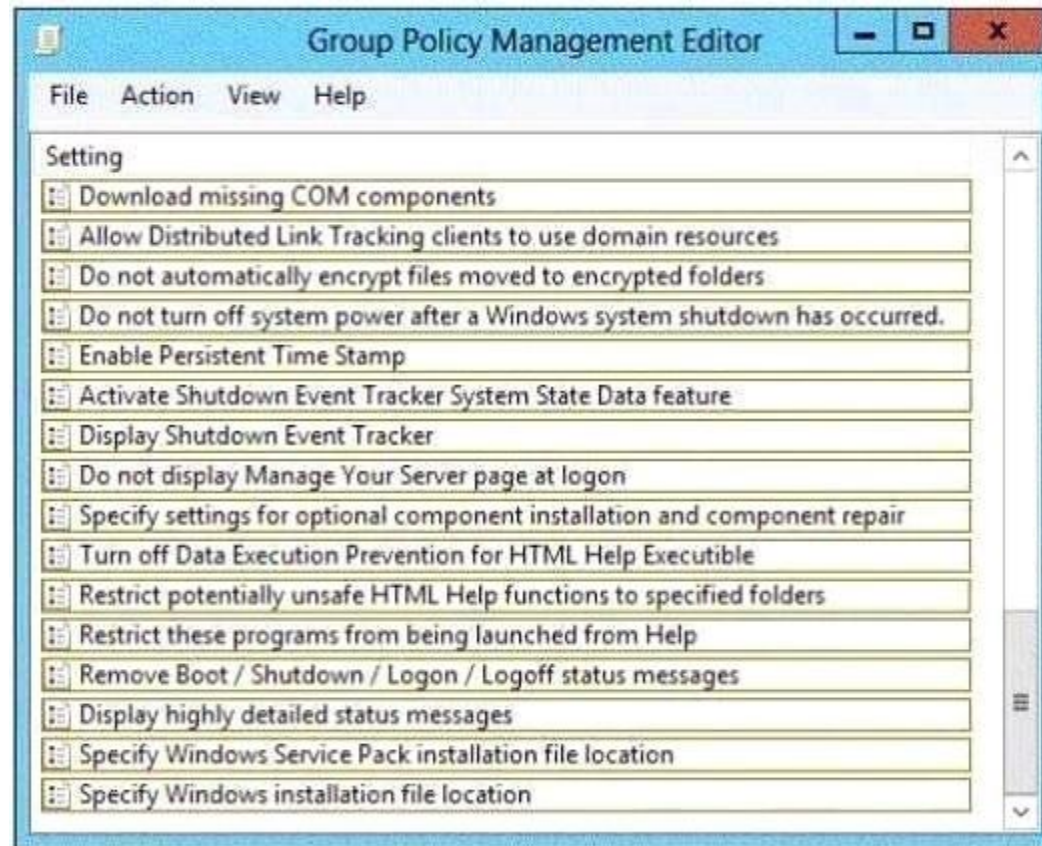 Group Policy Management Editor
File Action View Help
Setting
Download missing COM components
Allow Distributed Link Tracking clients to use domain resources
Do not automatically encrypt files moved to encrypted folders
Do not turn off system power after a Windows system shutdown has occurred.
Enable Persistent Time Stamp
Activate Shutdown Event Tracker System State Data feature
Display Shutdown Event Tracker
Do not display Manage Your Server page at logon
Specify settings for optional component installation and component repair
Turn off Data Execution Prevention for HTML Help Executible
Restrict potentially unsafe HTML Help functions to specified folders
Restrict these programs from being launched from Help
Remove Boot / Shutdown / Logon / Logoff status messages
Display highly detailed status messages
Specify Windows Service Pack installation file location
Specify Windows installation file location